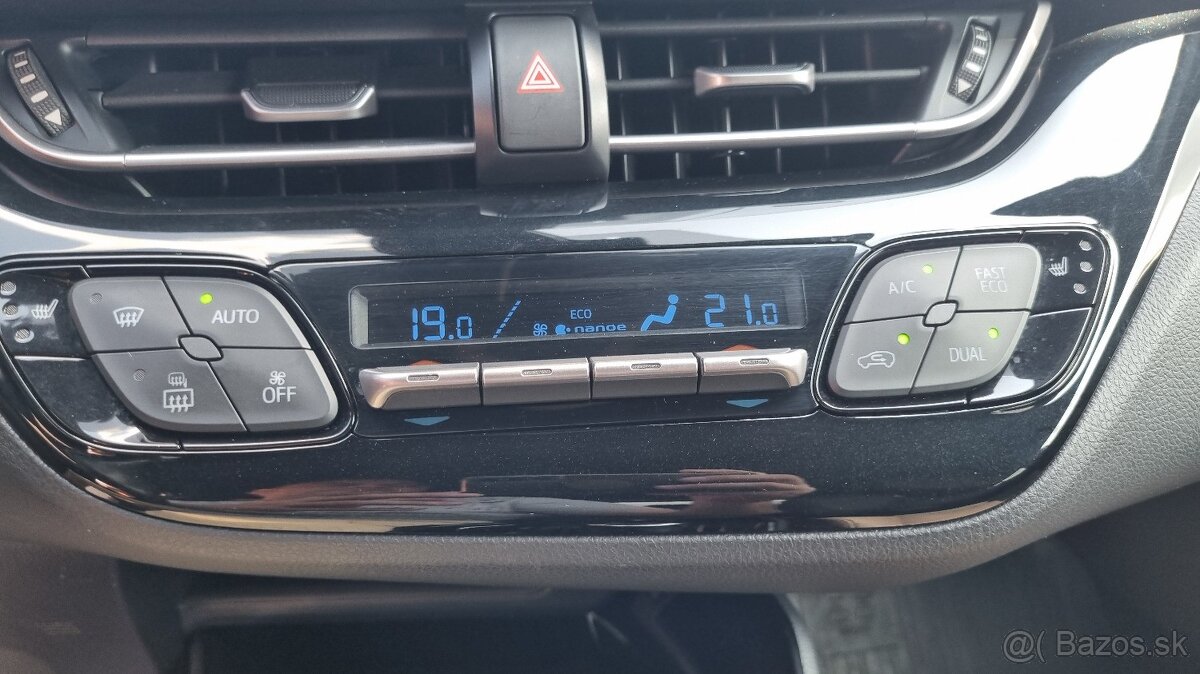 AUTO
OFF
19.0
ECO
nanoe
21.0
A/C
FAST
ECO
DUAL
@ Bazos.sk